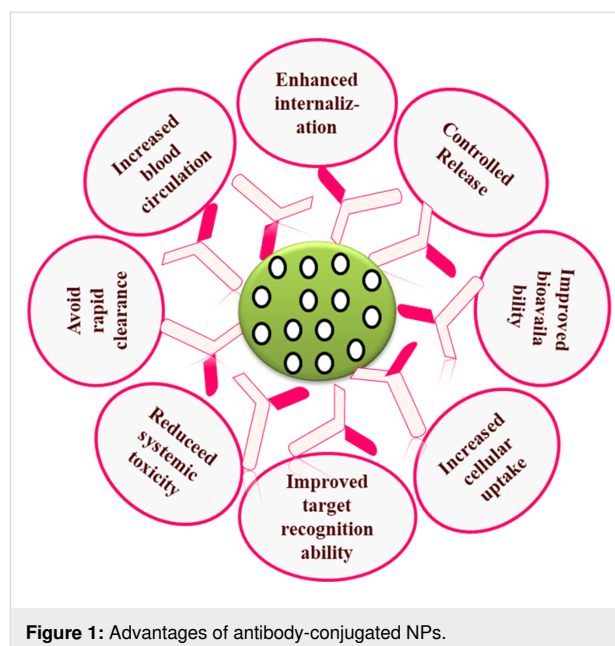 Enhanced
internaliz-
ation
Controlled
Release
Improved
bioavaila
bility
Increased
cellular
uptake
Improved
target
recognition
ability
Reduceed
systemic
toxicity
Avoid
rapid
clearance
Increased
blood
circulation
Figure 1: Advantages of antibody-conjugated NPs.